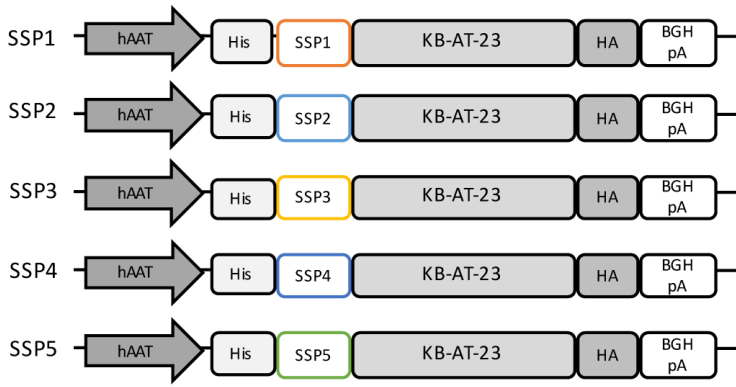 SSP1 hAAT His SSP1 KB-AT-23 HA BGH pA
SSP2 hAAT His SSP2 KB-AT-23 HA BGH pA
SSP3 hAAT His SSP3 KB-AT-23 HA BGH pA
SSP4 hAAT His SSP4 KB-AT-23 HA BGH pA
SSP5 hAAT His SSP5 KB-AT-23 HA BGH pA